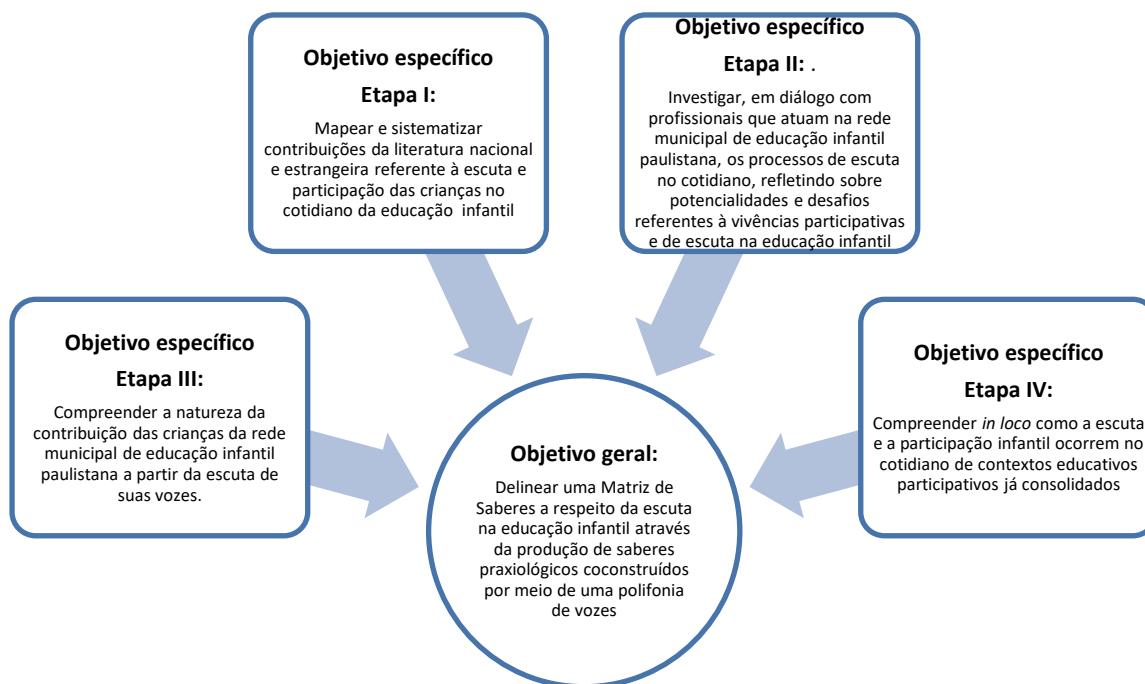 Objetivo específico
Etapa I:
Mapear e sistematizar
contribuições da literatura nacional
e estrangeira referente à escuta e
participação das crianças no
cotidiano da educação infantil
Objetivo específico
Etapa II: .
Investigar, em diálogo com
profissionais que atuam na rede
municipal de educação infantil
paulistana, os processos de escuta
no cotidiano, refletindo sobre
potencialidades e desafios
referentes à vivências participativas
e de escuta na educação infantil
Objetivo específico
Etapa III:
Compreender a natureza da
contribuição das crianças da rede
municipal de educação infantil
paulistana a partir da escuta de
suas vozes.
Objetivo específico
Etapa IV:
Compreender in loco como a escuta
e a participação infantil ocorrem no
cotidiano de contextos educativos
participativos já consolidados
Objetivo geral:
Delinear uma Matriz de
Saberes a respeito da escuta
na educação infantil através
da produção de saberes
praxiológicos coconstruídos
por meio de uma polifonia
de vozes